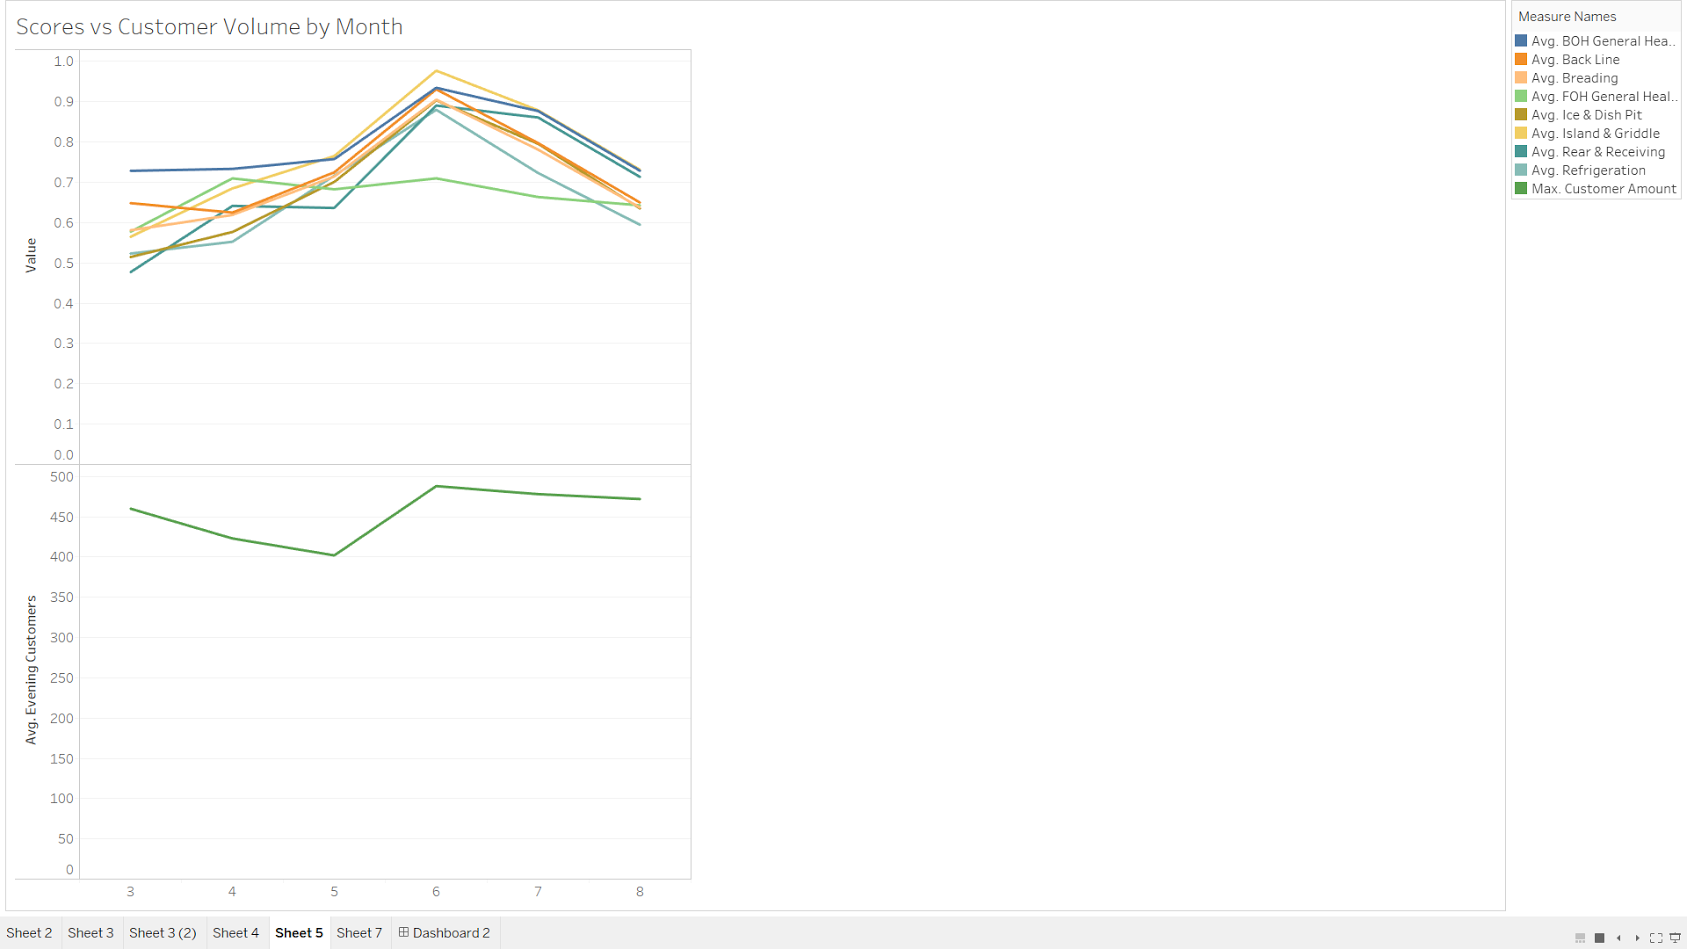 Scores vs Customer Volume by Month
1.0
0.9
0.8
0.7
0.6
0.5
0.4
0.3
0.2
0.1
0.0
Value
500
450
400
350
300
250
200
150
100
50
0
Avg. Evening Customers
3 4 5 6 7 8
Measure Names
Avg. BOH General Hea..
Avg. Back Line
Avg. Breading
Avg. FOH General Heal..
Avg. Ice & Dish Pit
Avg. Island & Griddle
Avg. Rear & Receiving
Avg. Refrigeration
Max. Customer Amount
Sheet 2 Sheet 3 Sheet 3 (2) Sheet 4 Sheet 5 Sheet 7 Dashboard 2